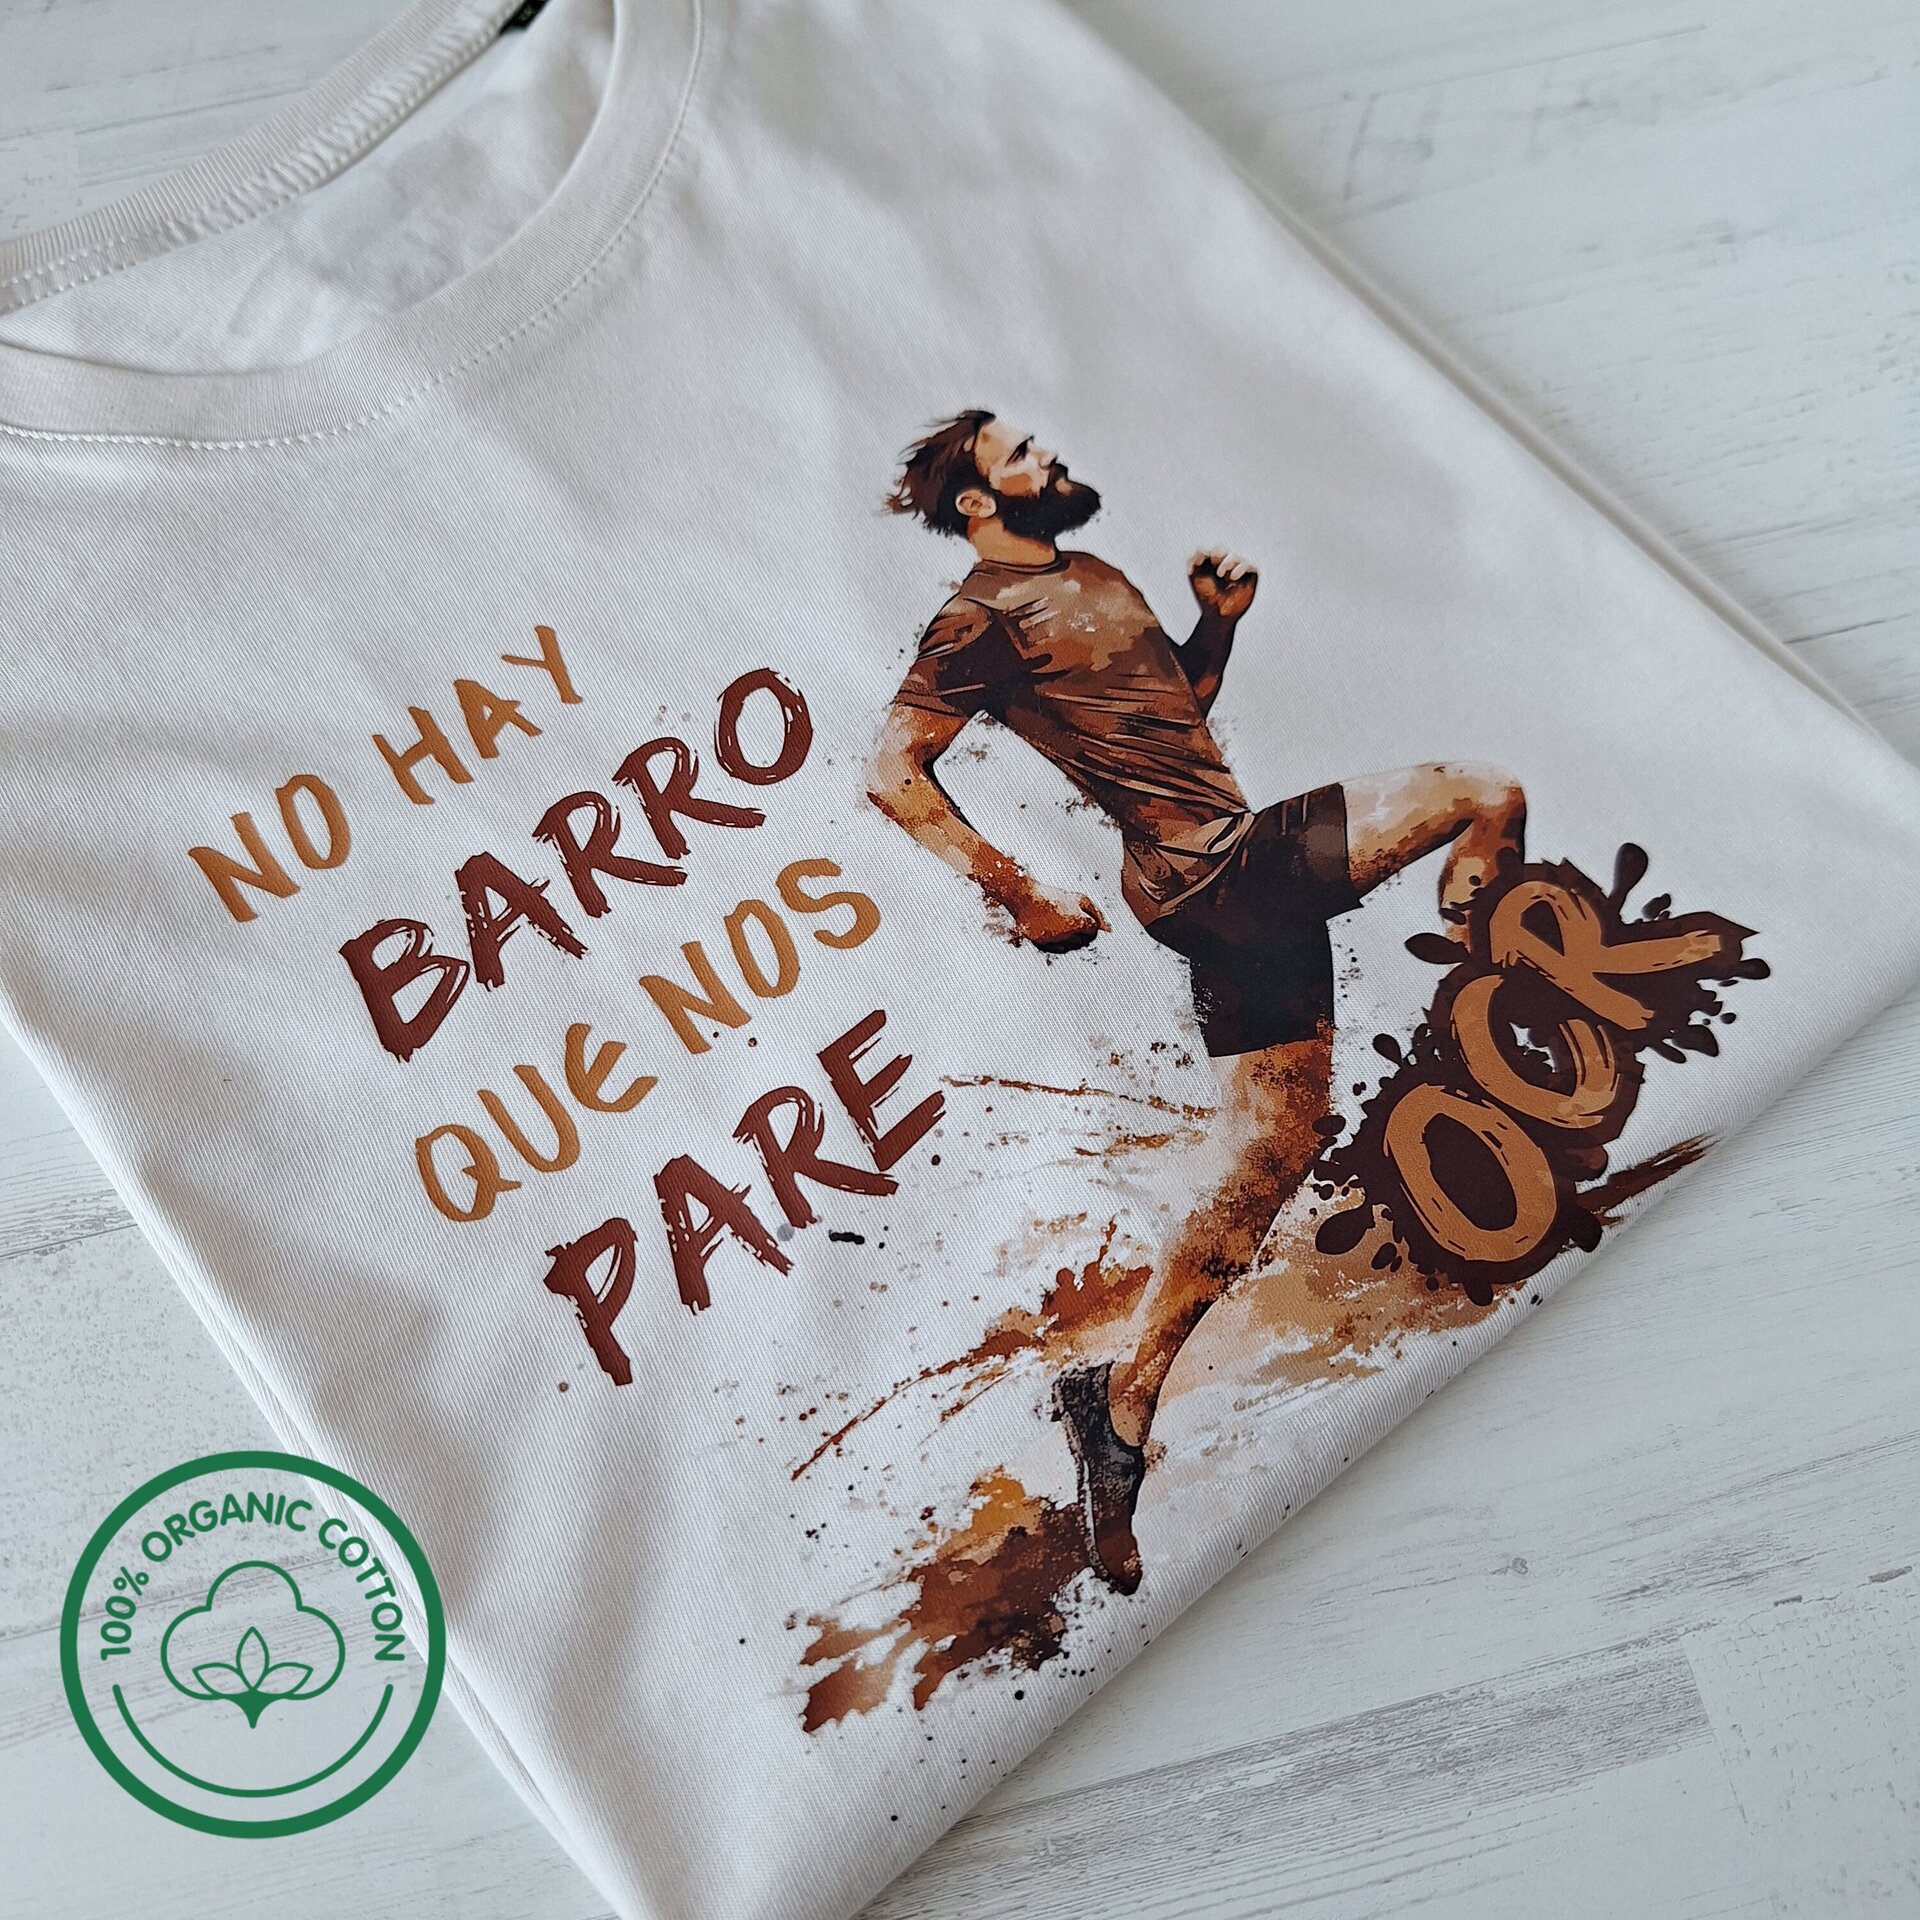 NO HAY
BARRO
QUE NOS
PARE
OCR
100% ORGANIC COTTON